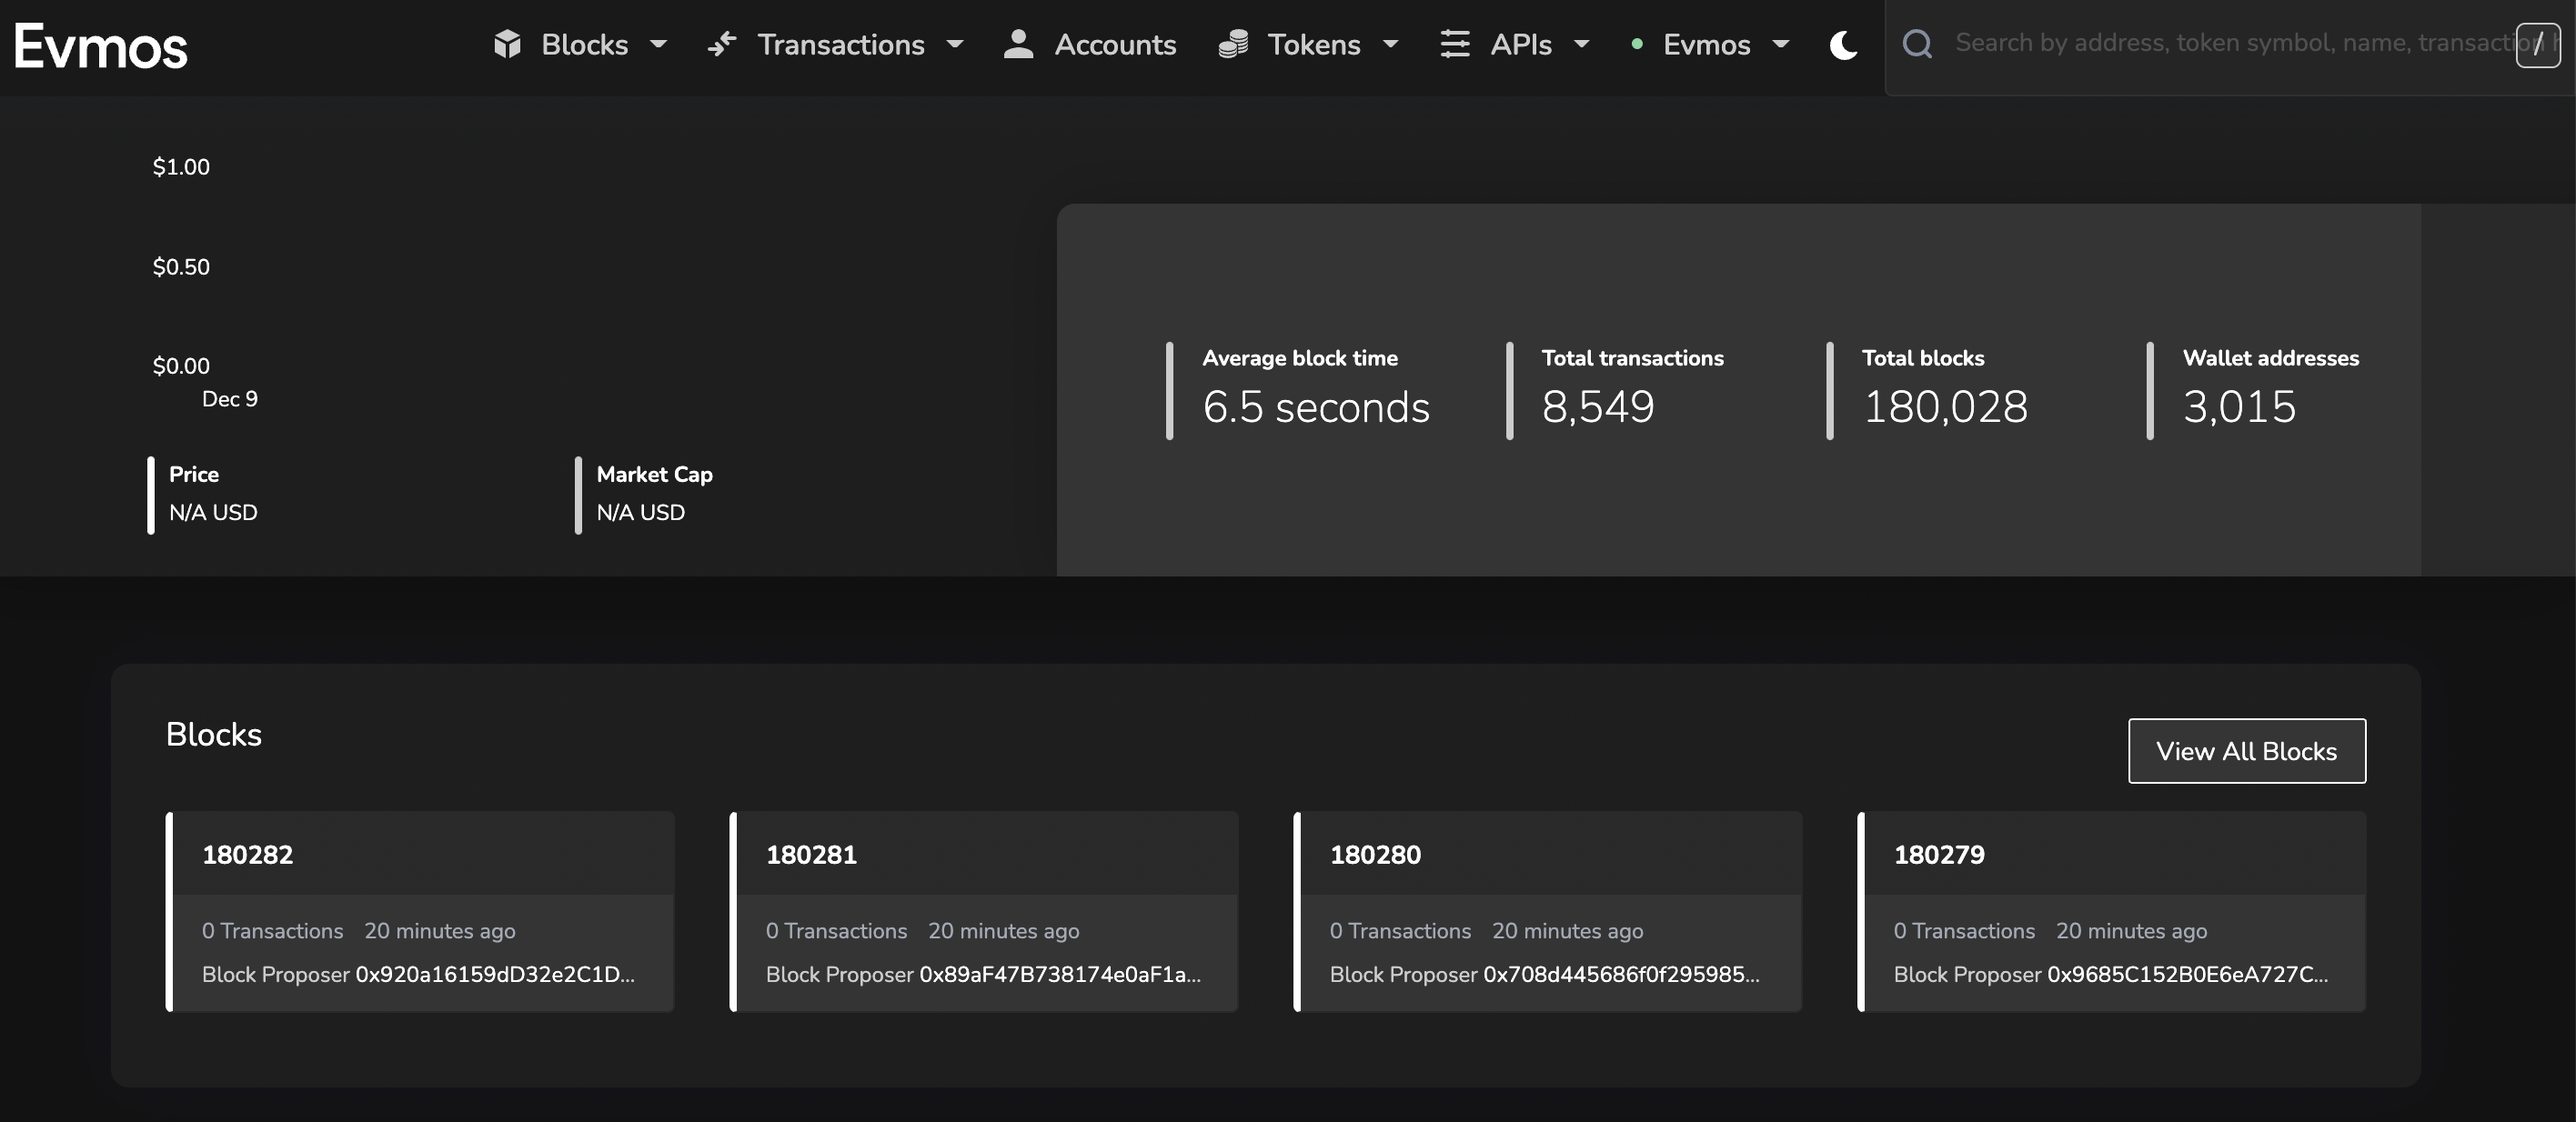 Evmos
Blocks Transactions Accounts Tokens APIs Evmos
Search by address, token symbol, name, transaction h
/
$1.00
$0.50
$0.00
Dec 9
Price
N/A USD
Market Cap
N/A USD
Average block time
6.5 seconds
Total transactions
8,549
Total blocks
180,028
Wallet addresses
3,015
Blocks
View All Blocks
180282
0 Transactions 20 minutes ago
Block Proposer 0x920a16159dD32e2C1D...
180281
0 Transactions 20 minutes ago
Block Proposer 0x89aF47B738174e0aF1a...
180280
0 Transactions 20 minutes ago
Block Proposer 0x708d445686f0f295985...
180279
0 Transactions 20 minutes ago
Block Proposer 0x9685C152B0E6eA727C...